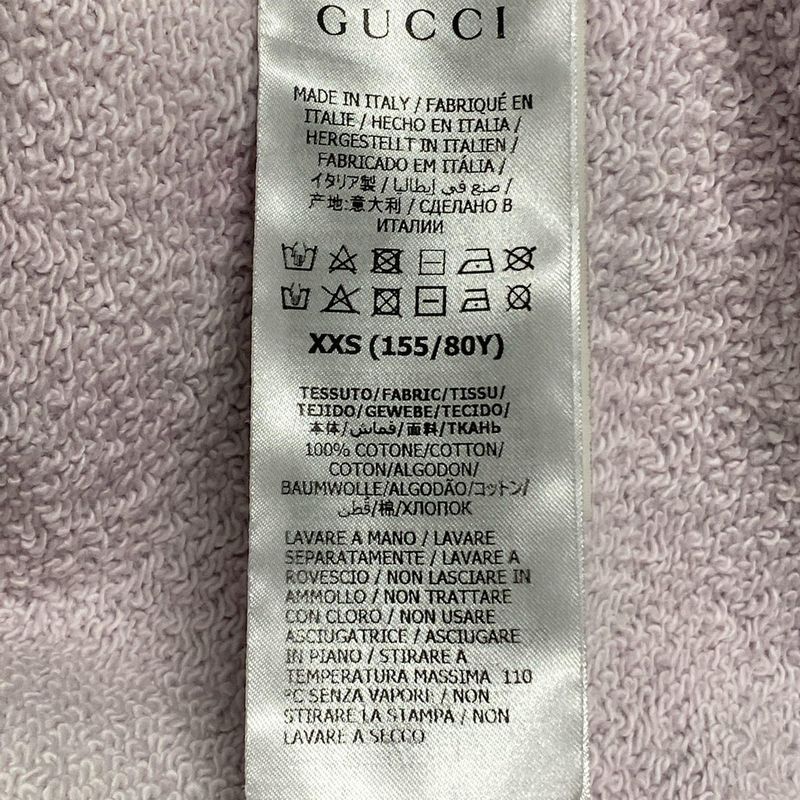 GUCCI
MADE IN ITALY / FABRIQUÉ EN
ITALIE / HECHO EN ITALIA /
HERGESTELLT IN ITALIEN /
FABRICADO EM ITÁLIA /
イタリア製 / صنع في إيطاليا /
产地:意大利 / СДЕЛАНО В
ИТАЛИИ
XXS (155/80Y)
TESSUTO/FABRIC/TISSU/
TEJIDO/GEWEBE/TECIDO/
本体/قماش/面料/ТКАНЬ
100% COTONE/COTTON/
COTON/ALGODON/
BAUMWOLLE/ALGODÃO/コットン/
قطن/棉/ХЛОПОК
LAVARE A MANO / LAVARE
SEPARATAMENTE / LAVARE A
ROVESCIO / NON LASCIARE IN
AMMOLLO / NON TRATTARE
CON CLORO / NON USARE
ASCIUGATRICE / ASCIUGARE
IN PIANO / STIRARE A
TEMPERATURA MASSIMA 110
°C SENZA VAPORE / NON
STIRARE LA STAMPA / NON
LAVARE A SECCO